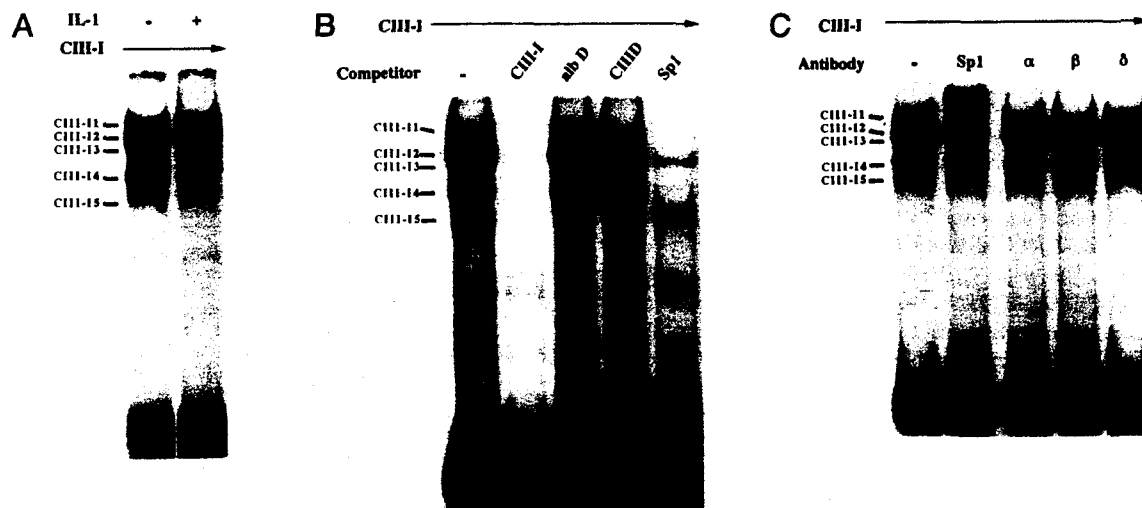 A
IL-1 - +
CIII-I
CIII-I1
CIII-I2
CIII-I3
CIII-I4
CIII-I5
B
CIII-I
Competitor - CIII-I alb D CIIID Sp1
CIII-I1
CIII-I2
CIII-I3
CIII-I4
CIII-I5
C
CIII-I
Antibody - Sp1 α β δ
CIII-I1
CIII-I2
CIII-I3
CIII-I4
CIII-I5